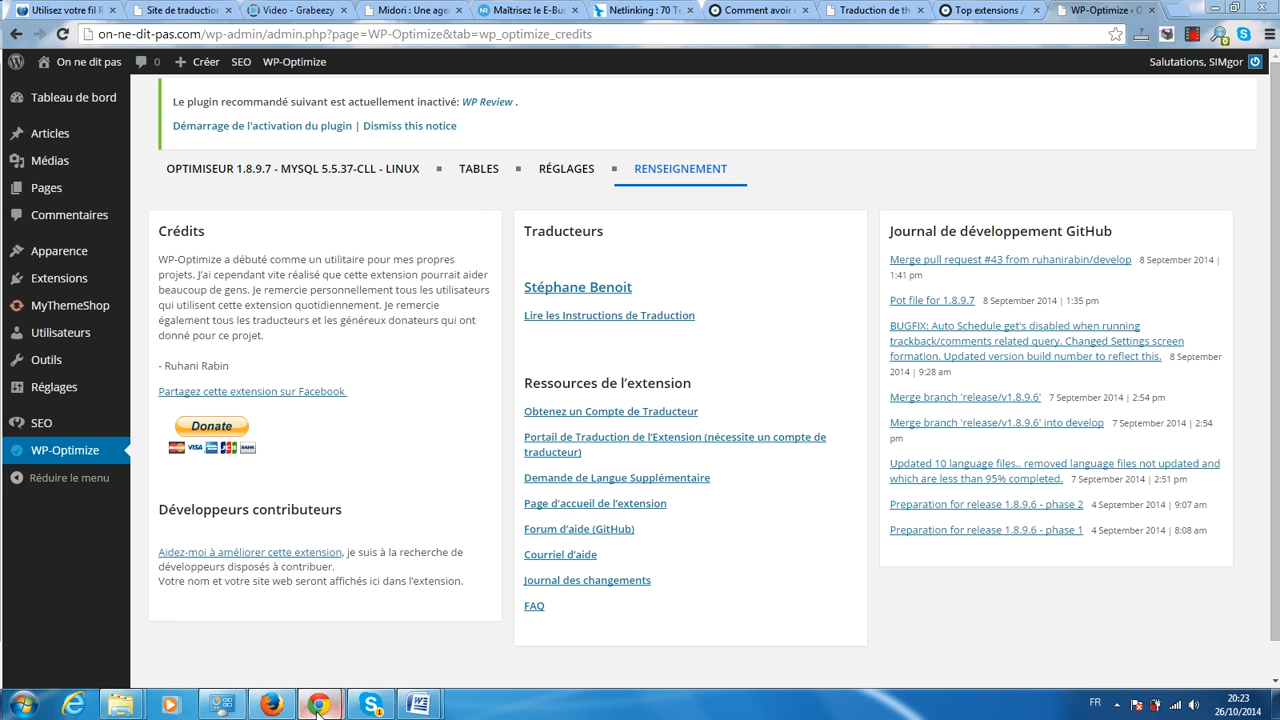 Utilisez votre fil R
Site de traduction
Video - Grabeezy
Midori : Une age
Maîtrisez le E-Bus
Netlinking : 70 Te
Comment avoir
Traduction de th
Top extensions /
WP-Optimize ‹ O
on-ne-dit-pas.com/wp-admin/admin.php?page=WP-Optimize&tab=wp_optimize_credits
On ne dit pas
0
Créer
SEO
WP-Optimize
Salutations, SIMgor
Tableau de bord
Articles
Médias
Pages
Commentaires
Apparence
Extensions
MyThemeShop
Utilisateurs
Outils
Réglages
SEO
WP-Optimize
Réduire le menu
Le plugin recommandé suivant est actuellement inactivé: WP Review .
Démarrage de l'activation du plugin | Dismiss this notice
OPTIMISEUR 1.8.9.7 - MYSQL 5.5.37-CLL - LINUX
TABLES
RÉGLAGES
RENSEIGNEMENT
Crédits
WP-Optimize a débuté comme un utilitaire pour mes propres
projets. J'ai cependant vite réalisé que cette extension pourrait aider
beaucoup de gens. Je remercie personnellement tous les utilisateurs
qui utilisent cette extension quotidiennement. Je remercie
également tous les traducteurs et les généreux donateurs qui ont
donné pour ce projet.
- Ruhani Rabin
Partagez cette extension sur Facebook
Donate
VISA
BANK
Développeurs contributeurs
Aidez-moi à améliorer cette extension, je suis à la recherche de
développeurs disposés à contribuer.
Votre nom et votre site web seront affichés ici dans l'extension.
Traducteurs
Stéphane Benoit
Lire les Instructions de Traduction
Ressources de l'extension
Obtenez un Compte de Traducteur
Portail de Traduction de l'Extension (nécessite un compte de
traducteur)
Demande de Langue Supplémentaire
Page d'accueil de l'extension
Forum d'aide (GitHub)
Courriel d'aide
Journal des changements
FAQ
Journal de développement GitHub
Merge pull request #43 from ruhanirabin/develop 8 September 2014 |
1:41 pm
Pot file for 1.8.9.7 8 September 2014 | 1:35 pm
BUGFIX: Auto Schedule get's disabled when running
trackback/comments related query. Changed Settings screen
formation. Updated version build number to reflect this. 8 September
2014 | 9:28 am
Merge branch 'release/v1.8.9.6' 7 September 2014 | 2:54 pm
Merge branch 'release/v1.8.9.6' into develop 7 September 2014 | 2:54
pm
Updated 10 language files.. removed language files not updated and
which are less than 95% completed. 7 September 2014 | 2:51 pm
Preparation for release 1.8.9.6 - phase 2 4 September 2014 | 9:07 am
Preparation for release 1.8.9.6 - phase 1 4 September 2014 | 8:08 am
FR
20:23
26/10/2014